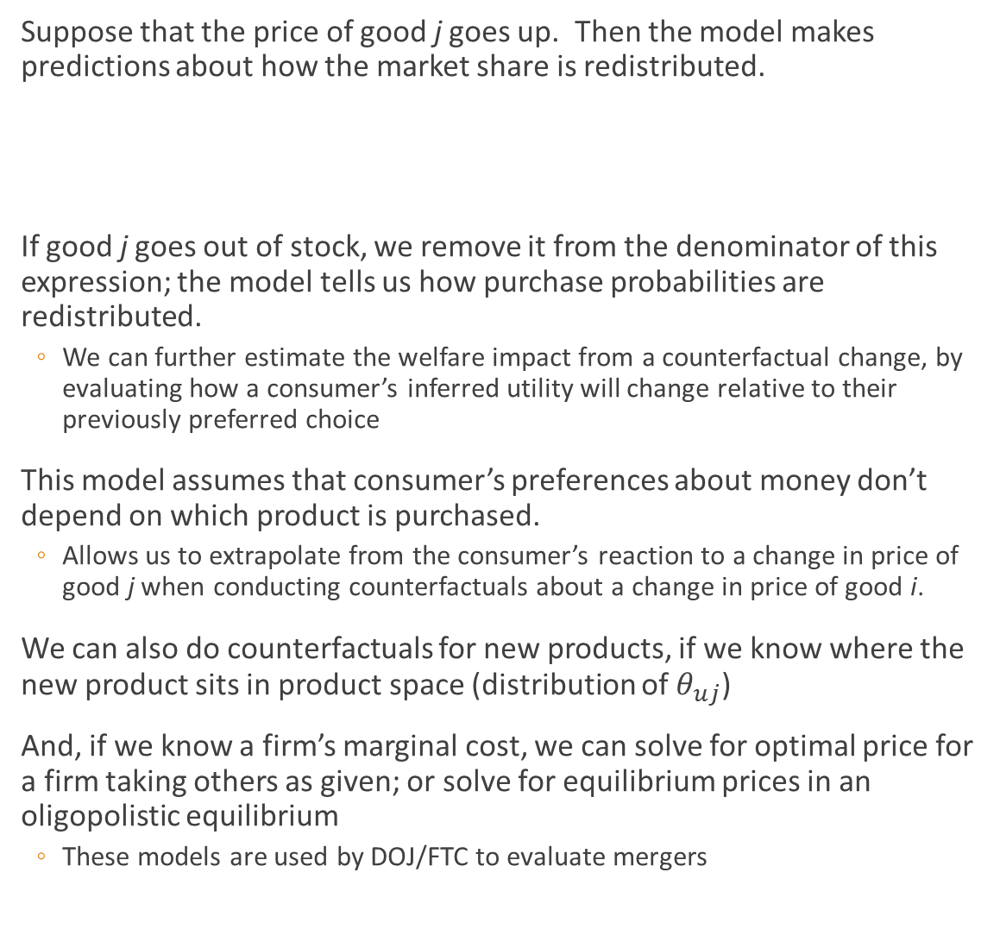 Suppose that the price of good j goes up.  Then the model makes
predictions about how the market share is redistributed.
If good j goes out of stock, we remove it from the denominator of this
expression; the model tells us how purchase probabilities are
redistributed.
◦ We can further estimate the welfare impact from a counterfactual change, by
evaluating how a consumer’s inferred utility will change relative to their
previously preferred choice
This model assumes that consumer’s preferences about money don’t
depend on which product is purchased.
◦ Allows us to extrapolate from the consumer’s reaction to a change in price of
good j when conducting counterfactuals about a change in price of good i.
We can also do counterfactuals for new products, if we know where the
new product sits in product space (distribution of θ_{uj})
And, if we know a firm’s marginal cost, we can solve for optimal price for
a firm taking others as given; or solve for equilibrium prices in an
oligopolistic equilibrium
◦ These models are used by DOJ/FTC to evaluate mergers